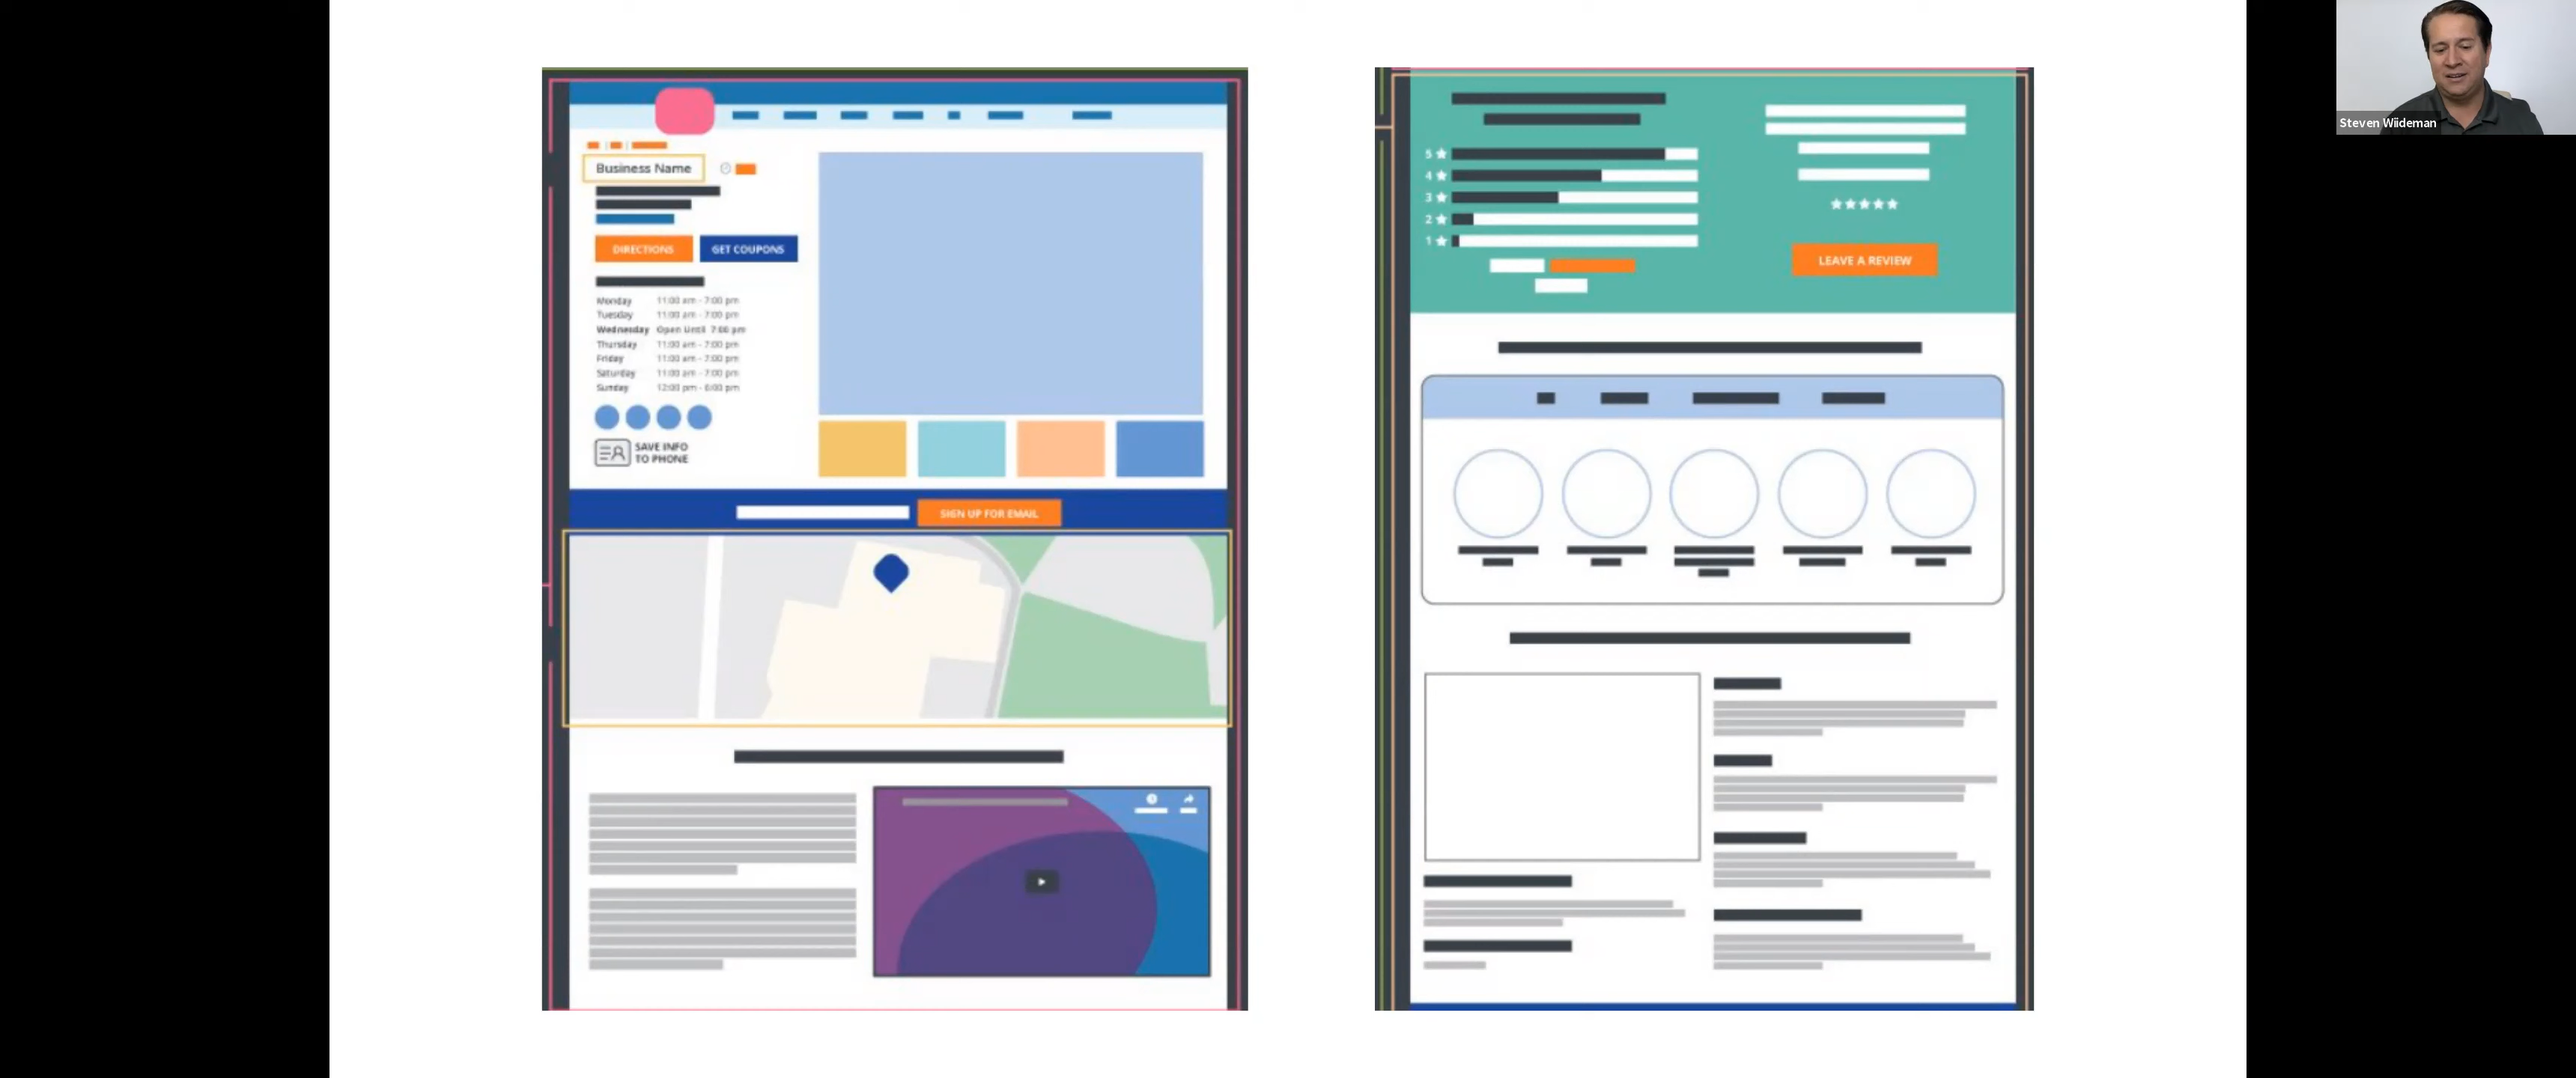 Business Name
DIRECTIONS
GET COUPONS
Monday 11:00 am - 7:00 pm
Tuesday 11:00 am - 7:00 pm
Wednesday Open Until 7:00 pm
Thursday 11:00 am - 7:00 pm
Friday 11:00 am - 7:00 pm
Saturday 11:00 am - 7:00 pm
Sunday 12:00 pm - 6:00 pm
SAVE INFO
TO PHONE
SIGN UP FOR EMAIL
5
4
3
2
1
LEAVE A REVIEW
Steven Wiideman